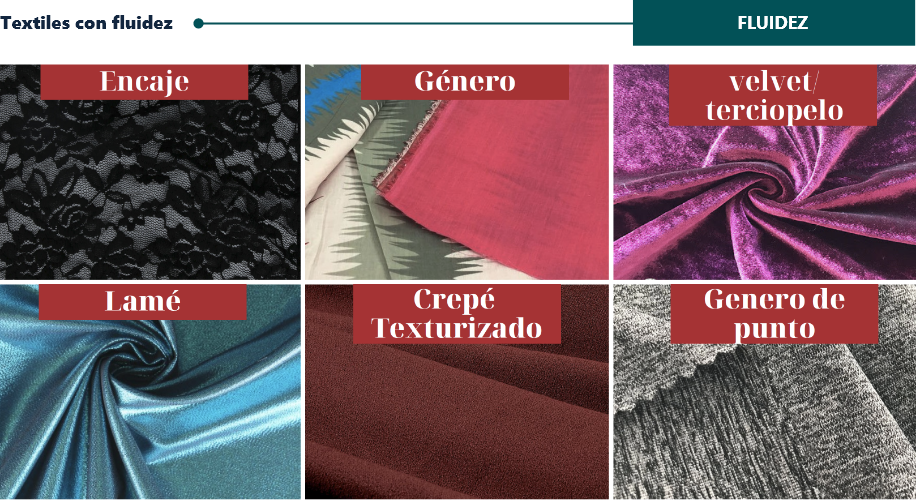 Textiles con fluidez
FLUIDEZ
Encaje
Género
velvet/
terciopelo
Lamé
Crepé
Texturizado
Genero de
punto